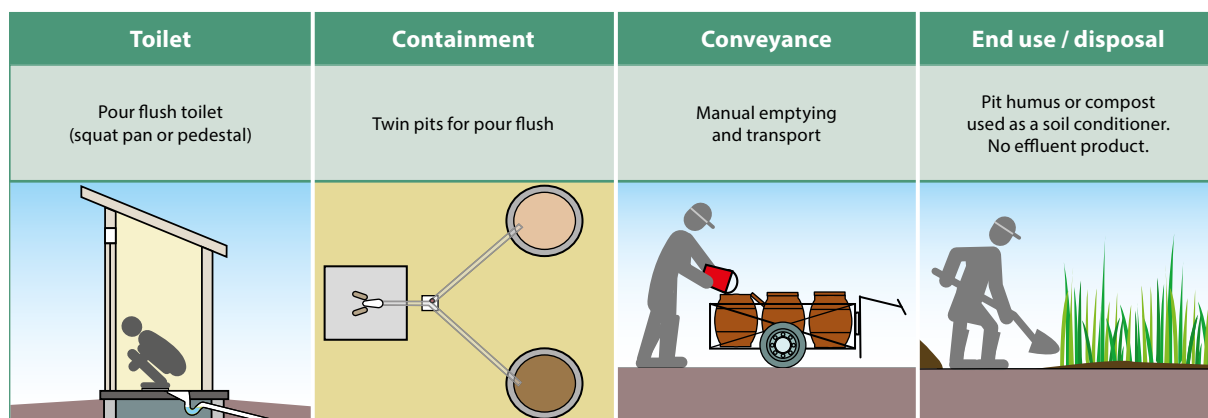 Toilet
Containment
Conveyance
End use / disposal
Pour flush toilet
(squat pan or pedestal)
Twin pits for pour flush
Manual emptying
and transport
Pit humus or compost
used as a soil conditioner.
No effluent product.